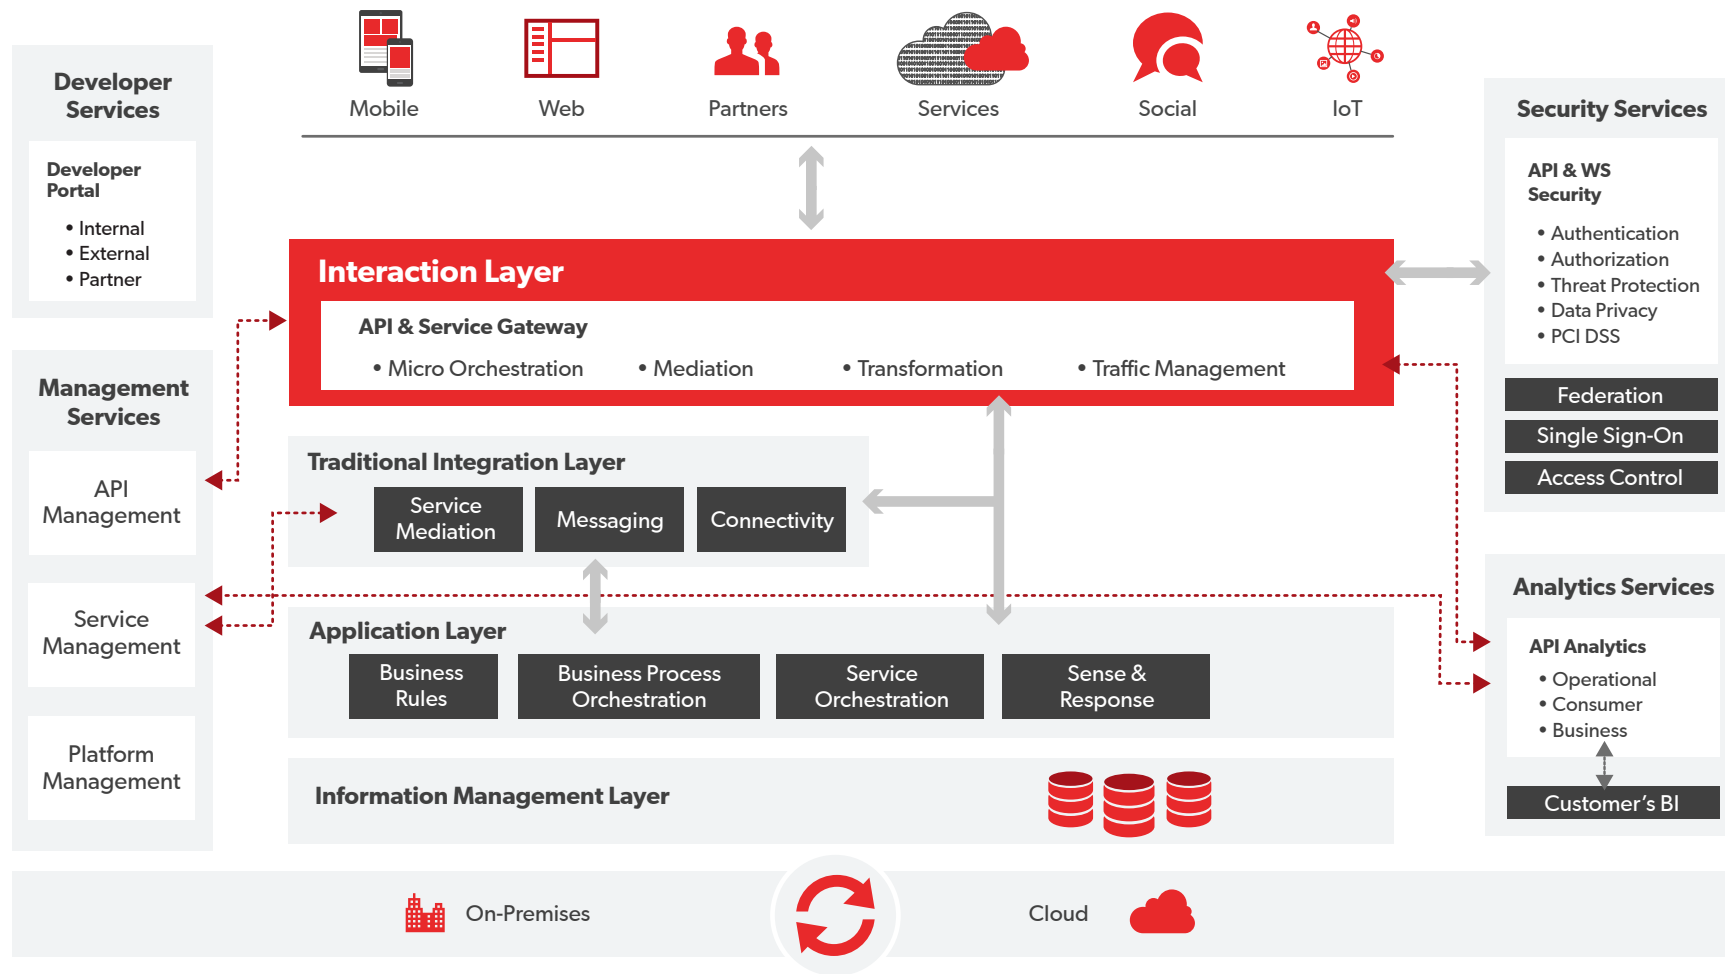 Mobile
Web
Partners
Services
Social
IoT
Developer
Services
Developer
Portal
• Internal
• External
• Partner
Management
Services
API
Management
Service
Management
Platform
Management
Interaction Layer
API & Service Gateway
• Micro Orchestration
• Mediation
• Transformation
• Traffic Management
Traditional Integration Layer
Service
Mediation
Messaging
Connectivity
Application Layer
Business
Rules
Business Process
Orchestration
Service
Orchestration
Sense &
Response
Information Management Layer
Security Services
API & WS
Security
• Authentication
• Authorization
• Threat Protection
• Data Privacy
• PCI DSS
Federation
Single Sign-On
Access Control
Analytics Services
API Analytics
• Operational
• Consumer
• Business
Customer’s BI
On-Premises
Cloud